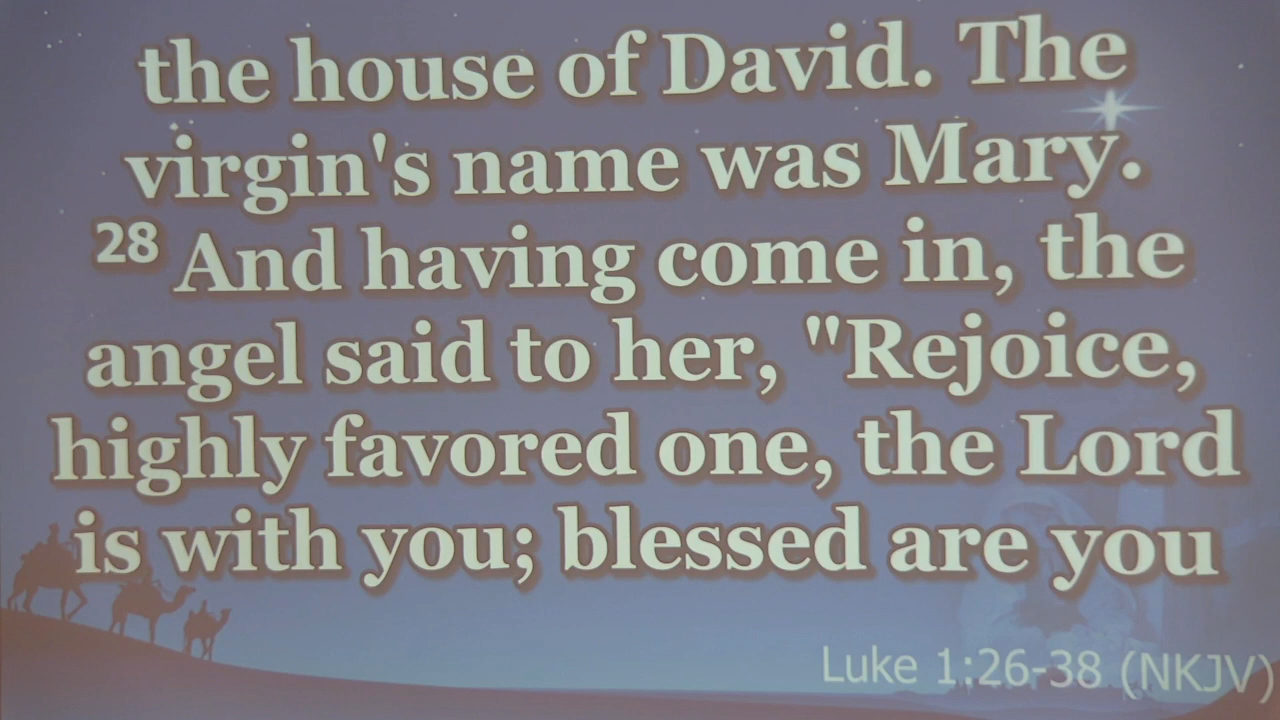 the house of David. The
virgin's name was Mary.
28 And having come in, the
angel said to her, "Rejoice,
highly favored one, the Lord
is with you; blessed are you
Luke 1:26-38 (NKJV)